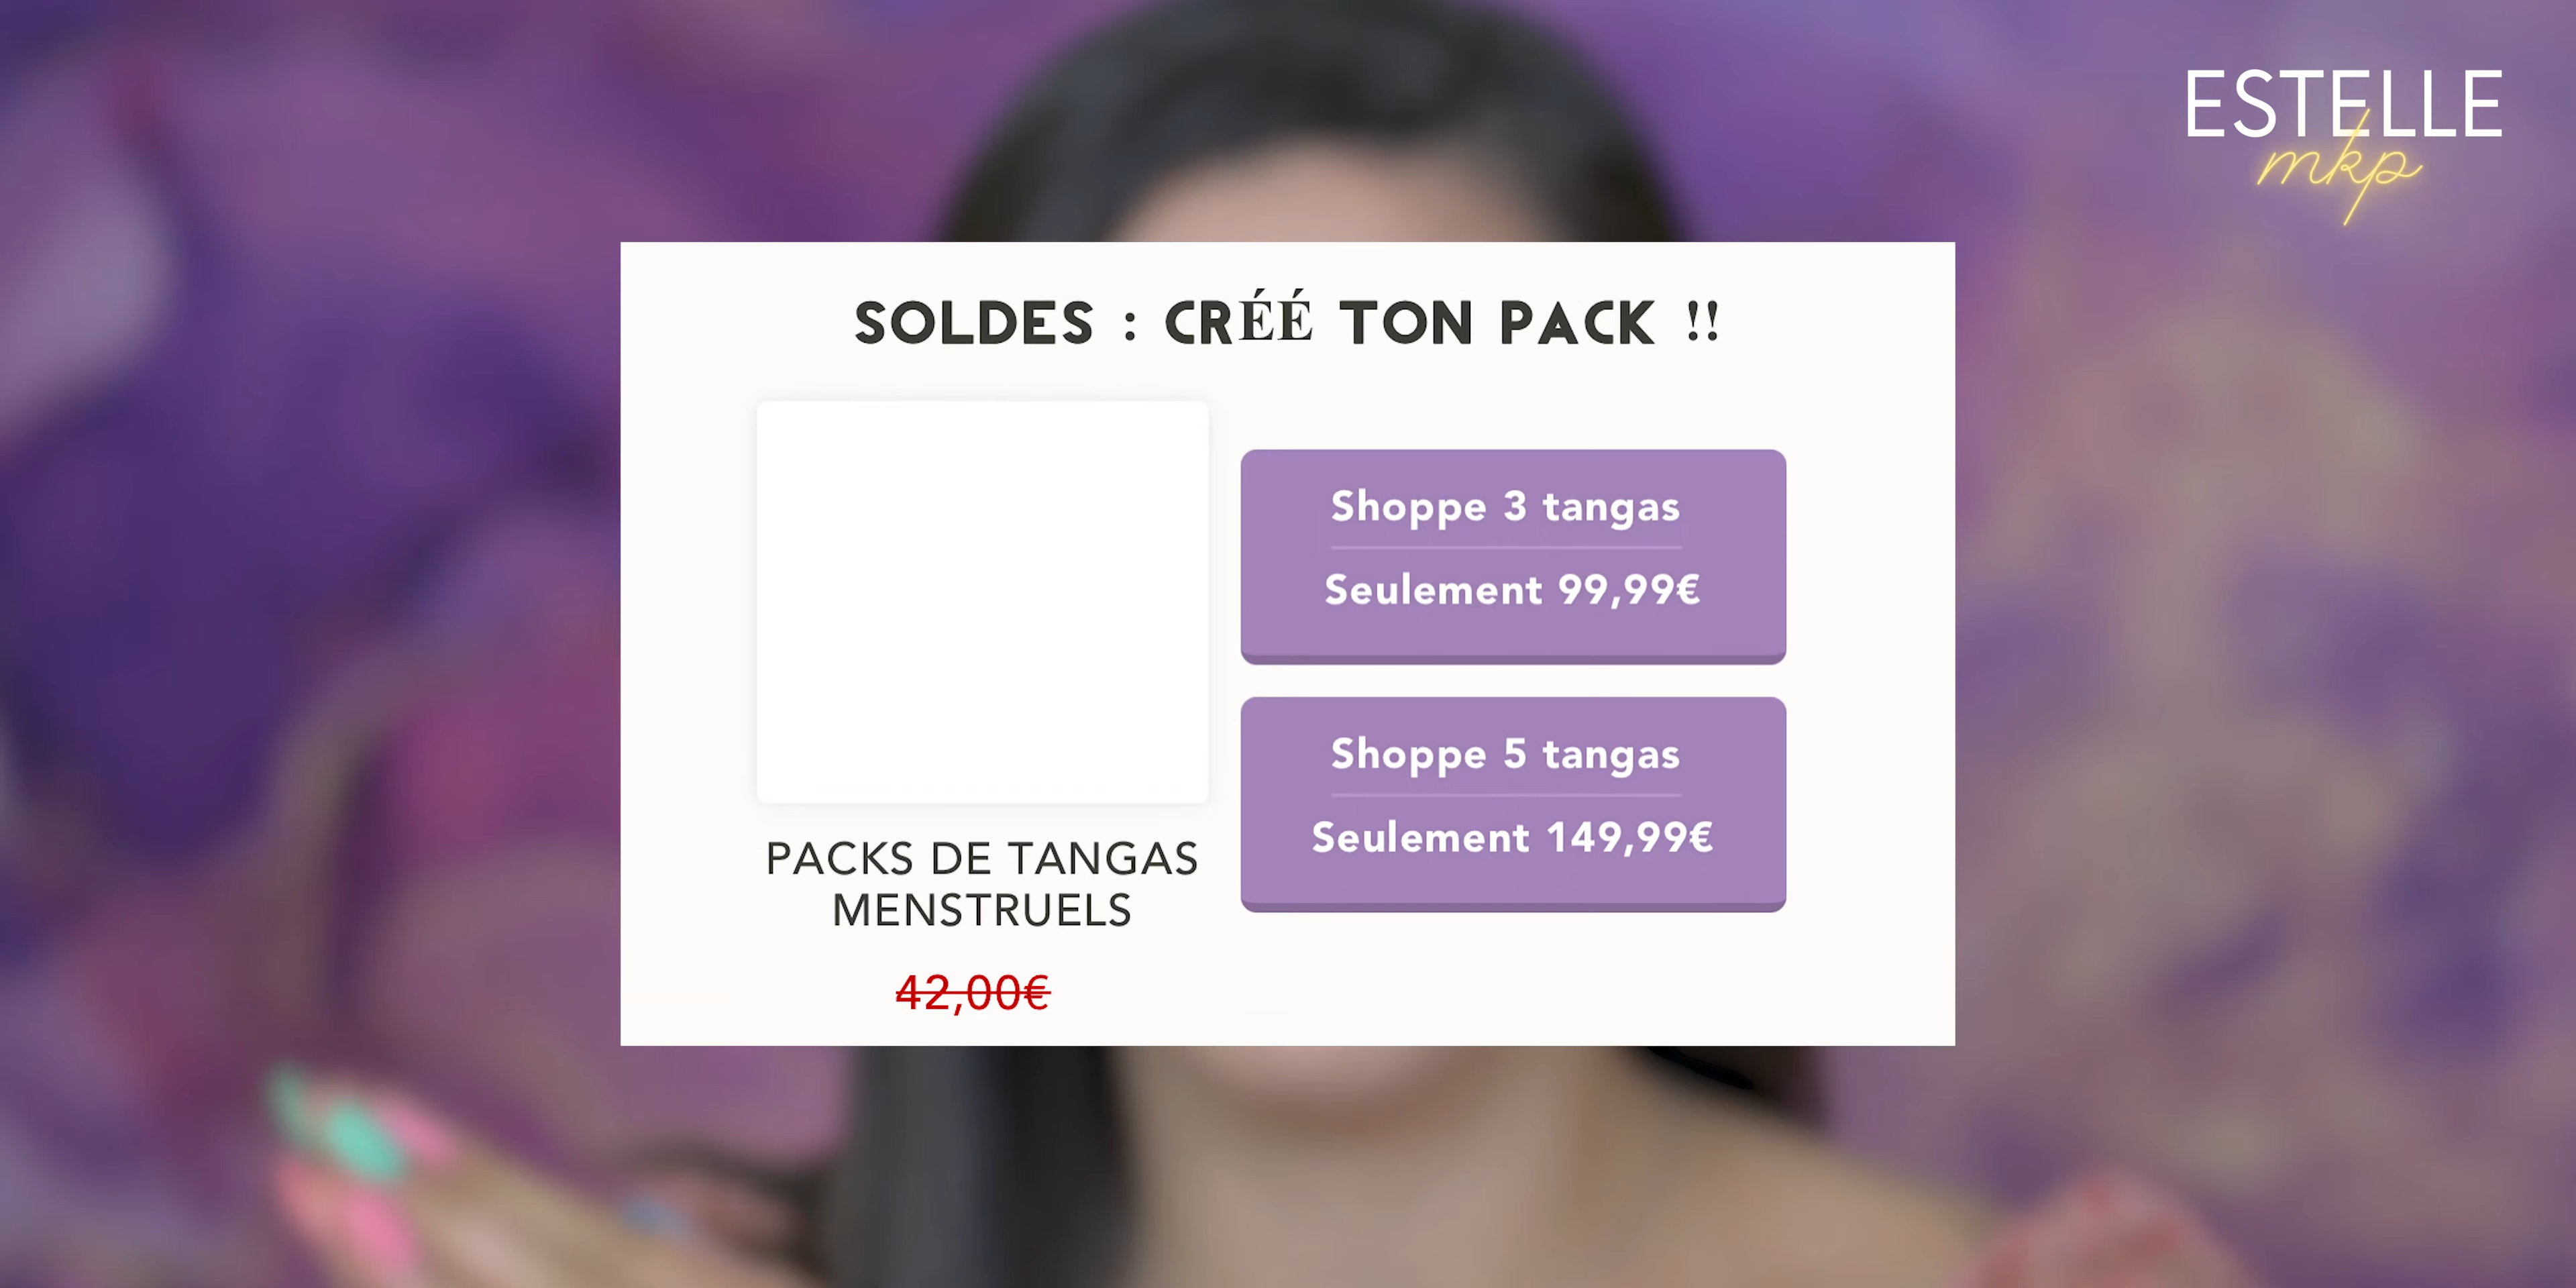 ESTELLE
mkp
SOLDES : CRÉÉ TON PACK !!
Shoppe 3 tangas
Seulement 99,99€
Shoppe 5 tangas
Seulement 149,99€
PACKS DE TANGAS
MENSTRUELS
42,00€